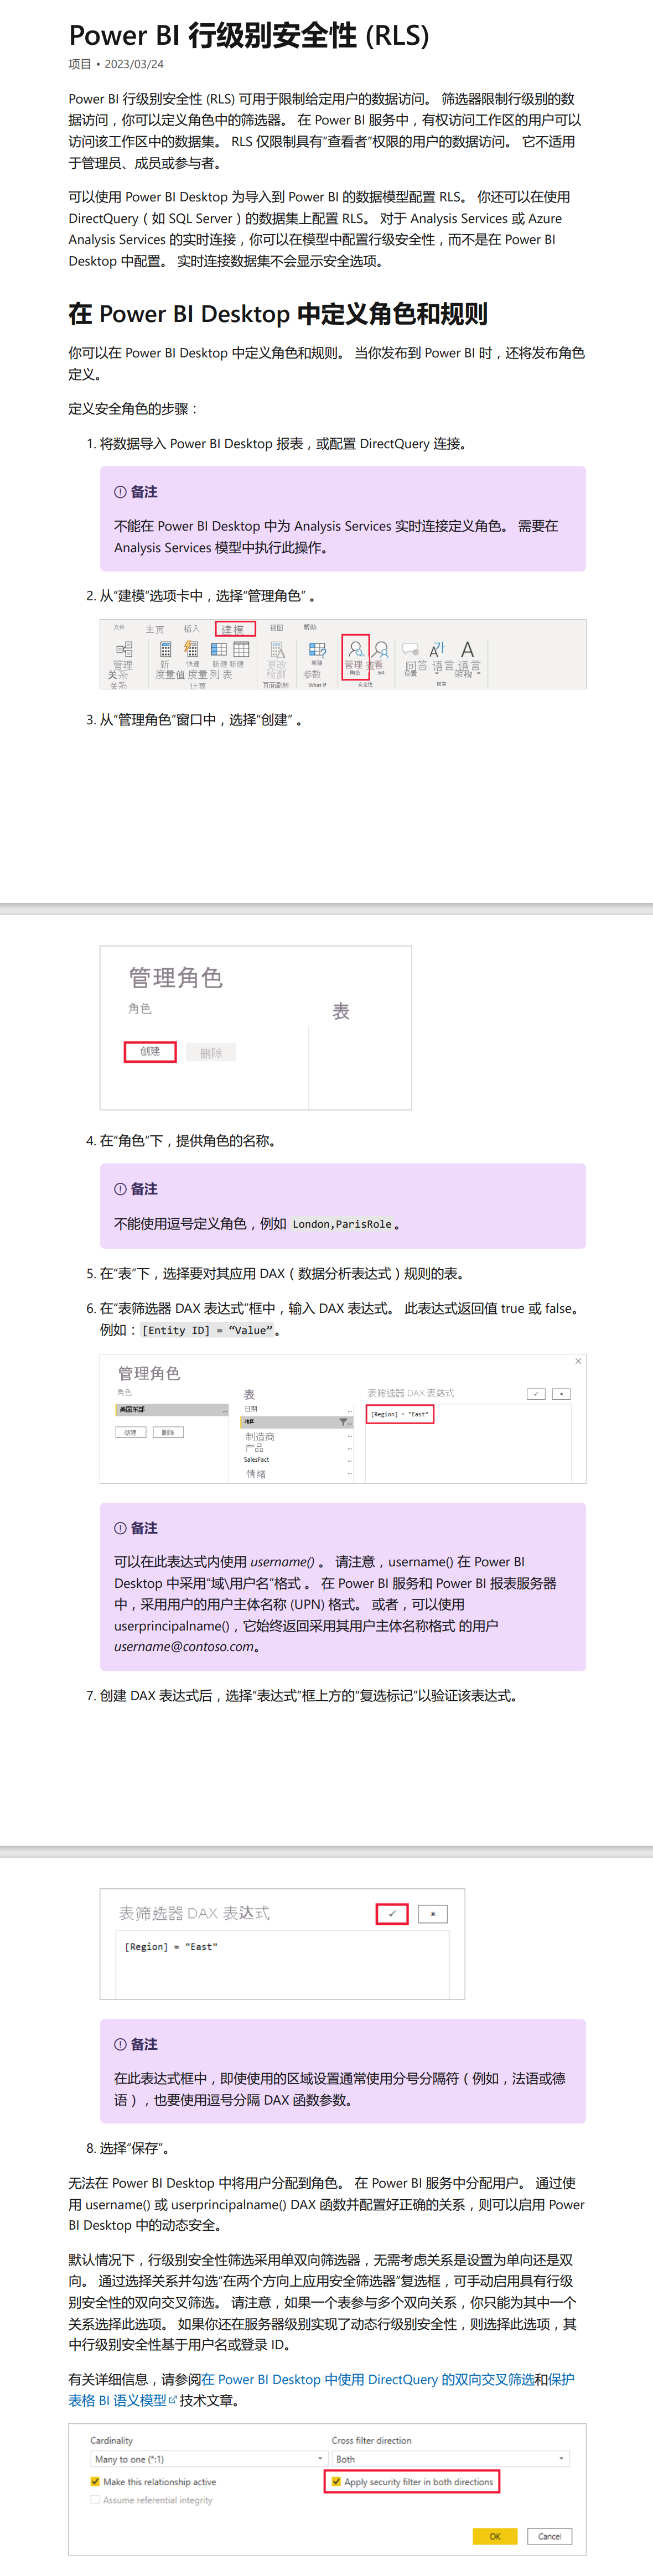 Power BI 行级别安全性 (RLS)
项目 • 2023/03/24
Power BI 行级别安全性 (RLS) 可用于限制给定用户的数据访问。 筛选器限制行级别的数
据访问，你可以定义角色中的筛选器。 在 Power BI 服务中，有权访问工作区的用户可以
访问该工作区中的数据集。 RLS 仅限制具有“查看者”权限的用户的数据访问。 它不适用
于管理员、成员或参与者。
可以使用 Power BI Desktop 为导入到 Power BI 的数据模型配置 RLS。 你还可以在使用
DirectQuery（如 SQL Server）的数据集上配置 RLS。 对于 Analysis Services 或 Azure
Analysis Services 的实时连接，你可以在模型中配置行级安全性，而不是在 Power BI
Desktop 中配置。 实时连接数据集不会显示安全选项。
在 Power BI Desktop 中定义角色和规则
你可以在 Power BI Desktop 中定义角色和规则。 当你发布到 Power BI 时，还将发布角色
定义。
定义安全角色的步骤：
1. 将数据导入 Power BI Desktop 报表，或配置 DirectQuery 连接。
备注
不能在 Power BI Desktop 中为 Analysis Services 实时连接定义角色。 需要在
Analysis Services 模型中执行此操作。
2. 从“建模”选项卡中，选择“管理角色” 。
文件 主页 插入 建模 视图 帮助
管理 新 快速 新建 新建 更改 新建 管理 查看 回答 语言 语言
关系 度量值 度量 列 表 检测 参数 角色 设置 架构
关系 计算 页面刷新 What if 安全性 问答
3. 从“管理角色”窗口中，选择“创建” 。
管理角色
角色 表
创建 删除
4. 在“角色”下，提供角色的名称。
备注
不能使用逗号定义角色，例如 London,ParisRole。
5. 在“表”下，选择要对其应用 DAX（数据分析表达式）规则的表。
6. 在“表筛选器 DAX 表达式”框中，输入 DAX 表达式。 此表达式返回值 true 或 false。
例如：[Entity ID] = “Value”。
管理角色
角色 表 表筛选器 DAX 表达式
美国东部 日期
地区 [Region] = "East"
创建 删除 制造商
产品
SalesFact
情绪
备注
可以在此表达式内使用 username() 。 请注意，username() 在 Power BI
Desktop 中采用“域\用户名”格式 。 在 Power BI 服务和 Power BI 报表服务器
中，采用用户的用户主体名称 (UPN) 格式。 或者，可以使用
userprincipalname()，它始终返回采用其用户主体名称格式 的用户
username@contoso.com。
7. 创建 DAX 表达式后，选择“表达式”框上方的“复选标记”以验证该表达式。
表筛选器 DAX 表达式
[Region] = "East"
备注
在此表达式框中，即使使用的区域设置通常使用分号分隔符（例如，法语或德
语），也要使用逗号分隔 DAX 函数参数。
8. 选择“保存”。
无法在 Power BI Desktop 中将用户分配到角色。 在 Power BI 服务中分配用户。 通过使
用 username() 或 userprincipalname() DAX 函数并配置好正确的关系，则可以启用 Power
BI Desktop 中的动态安全。
默认情况下，行级别安全性筛选采用单双向筛选器，无需考虑关系是设置为单向还是双
向。 通过选择关系并勾选“在两个方向上应用安全筛选器”复选框，可手动启用具有行级
别安全性的双向交叉筛选。 请注意，如果一个表参与多个双向关系，你只能为其中一个
关系选择此选项。 如果你还在服务器级别实现了动态行级别安全性，则选择此选项，其
中行级别安全性基于用户名或登录 ID。
有关详细信息，请参阅在 Power BI Desktop 中使用 DirectQuery 的双向交叉筛选和保护
表格 BI 语义模型 技术文章。
Cardinality Cross filter direction
Many to one (*:1) Both
Make this relationship active Apply security filter in both directions
Assume referential integrity
OK Cancel